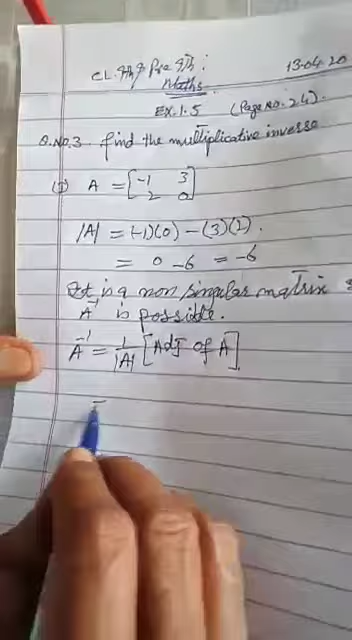 CL. 9th & Pre 9th:
Maths 13-04-20
EX.1.5 (Page NO. 24).
Q.NO.3. find the multiplicative inverse
(I) A = [-1 3
2 0]
|A| = (-1)(0) - (3)(2).
= 0 - 6 = -6
It is a non singular matrix
A⁻¹ is possible.
A⁻¹ = 1/|A| [Adj of A]